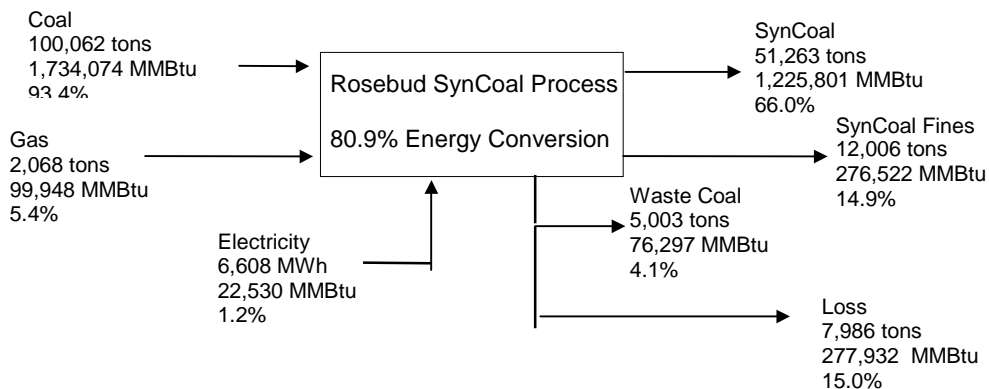 Coal
100,062 tons
1,734,074 MMBtu
93.4%
Gas
2,068 tons
99,948 MMBtu
5.4%
Electricity
6,608 MWh
22,530 MMBtu
1.2%
Rosebud SynCoal Process
80.9% Energy Conversion
SynCoal
51,263 tons
1,225,801 MMBtu
66.0%
SynCoal Fines
12,006 tons
276,522 MMBtu
14.9%
Waste Coal
5,003 tons
76,297 MMBtu
4.1%
Loss
7,986 tons
277,932 MMBtu
15.0%